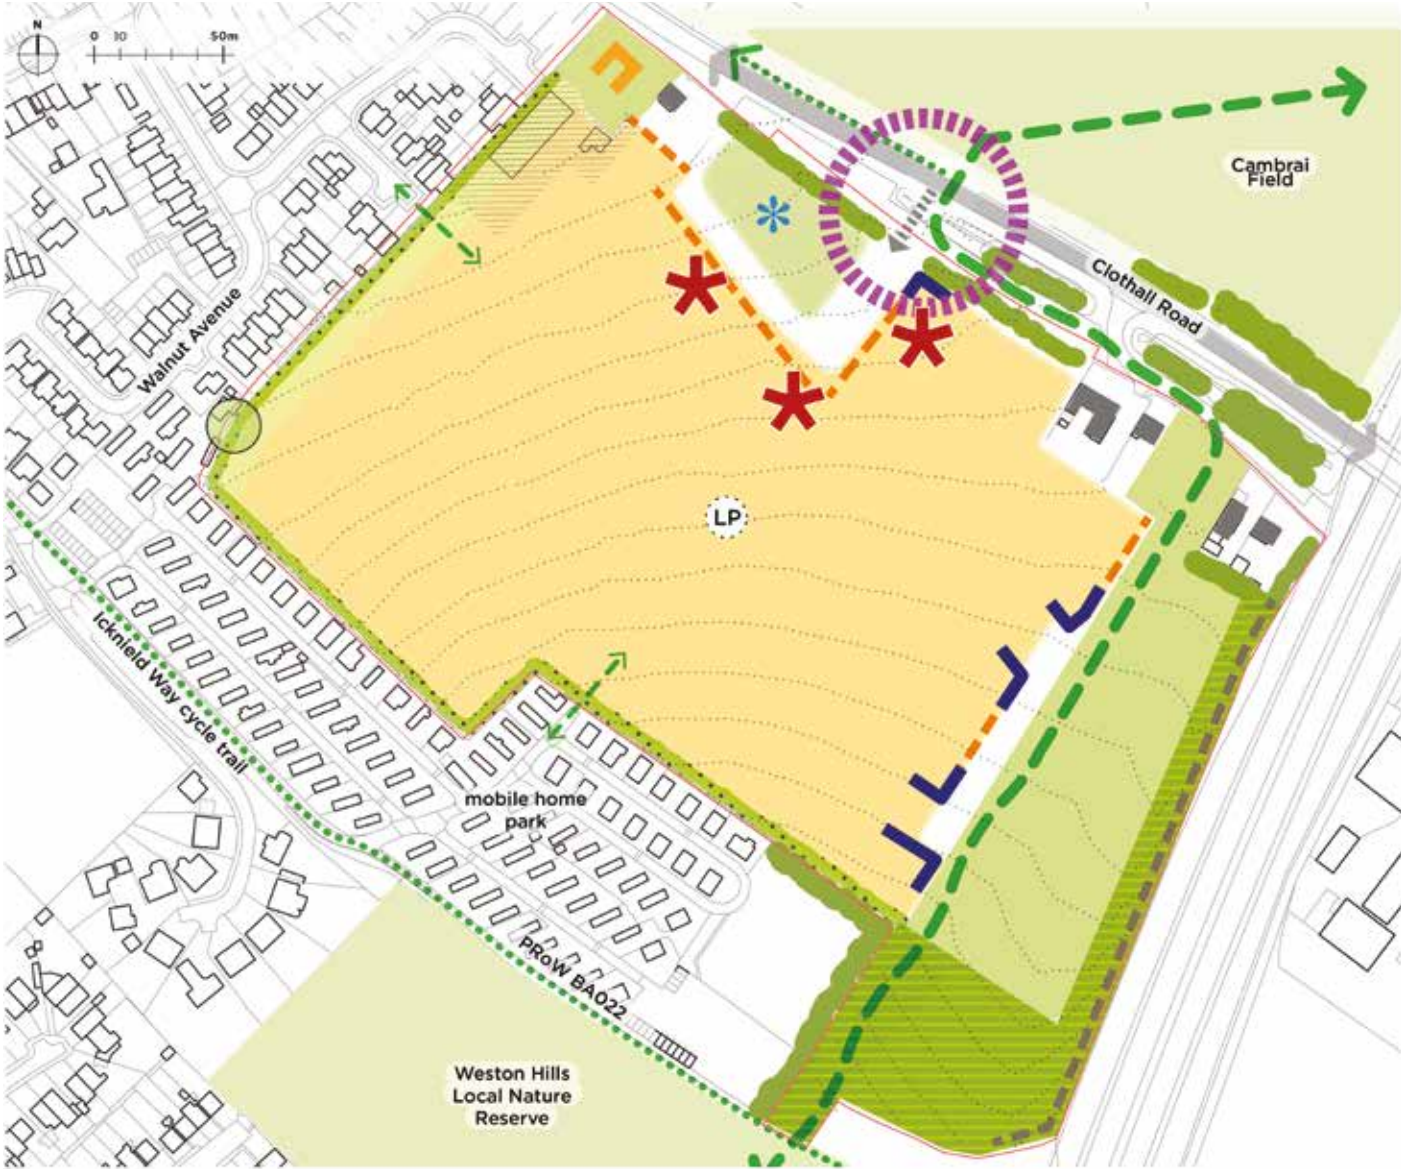 N
0 10 50m
Cambrai
Field
Clothall Road
Walnut Avenue
LP
Icknield Way cycle trail
mobile home
park
PRoW BA022
Weston Hills
Local Nature
Reserve